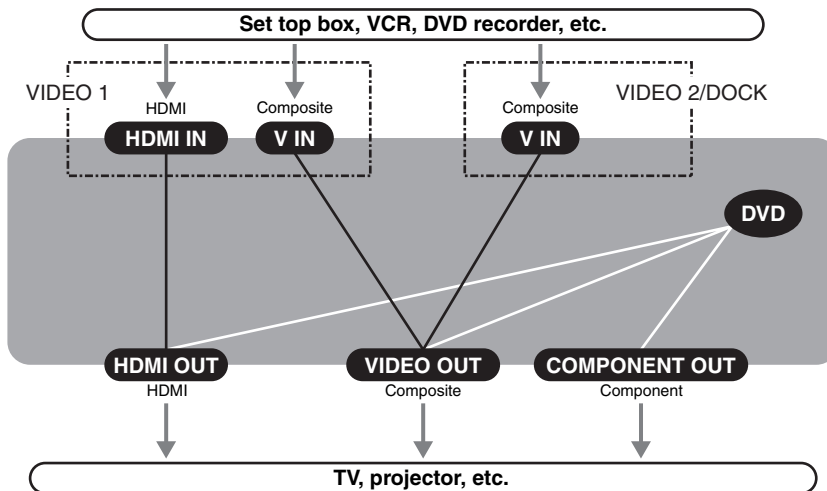 Set top box, VCR, DVD recorder, etc.
VIDEO 1
HDMI
Composite
Composite
VIDEO 2/DOCK
HDMI IN
V IN
V IN
DVD
HDMI OUT
VIDEO OUT
COMPONENT OUT
HDMI
Composite
Component
TV, projector, etc.